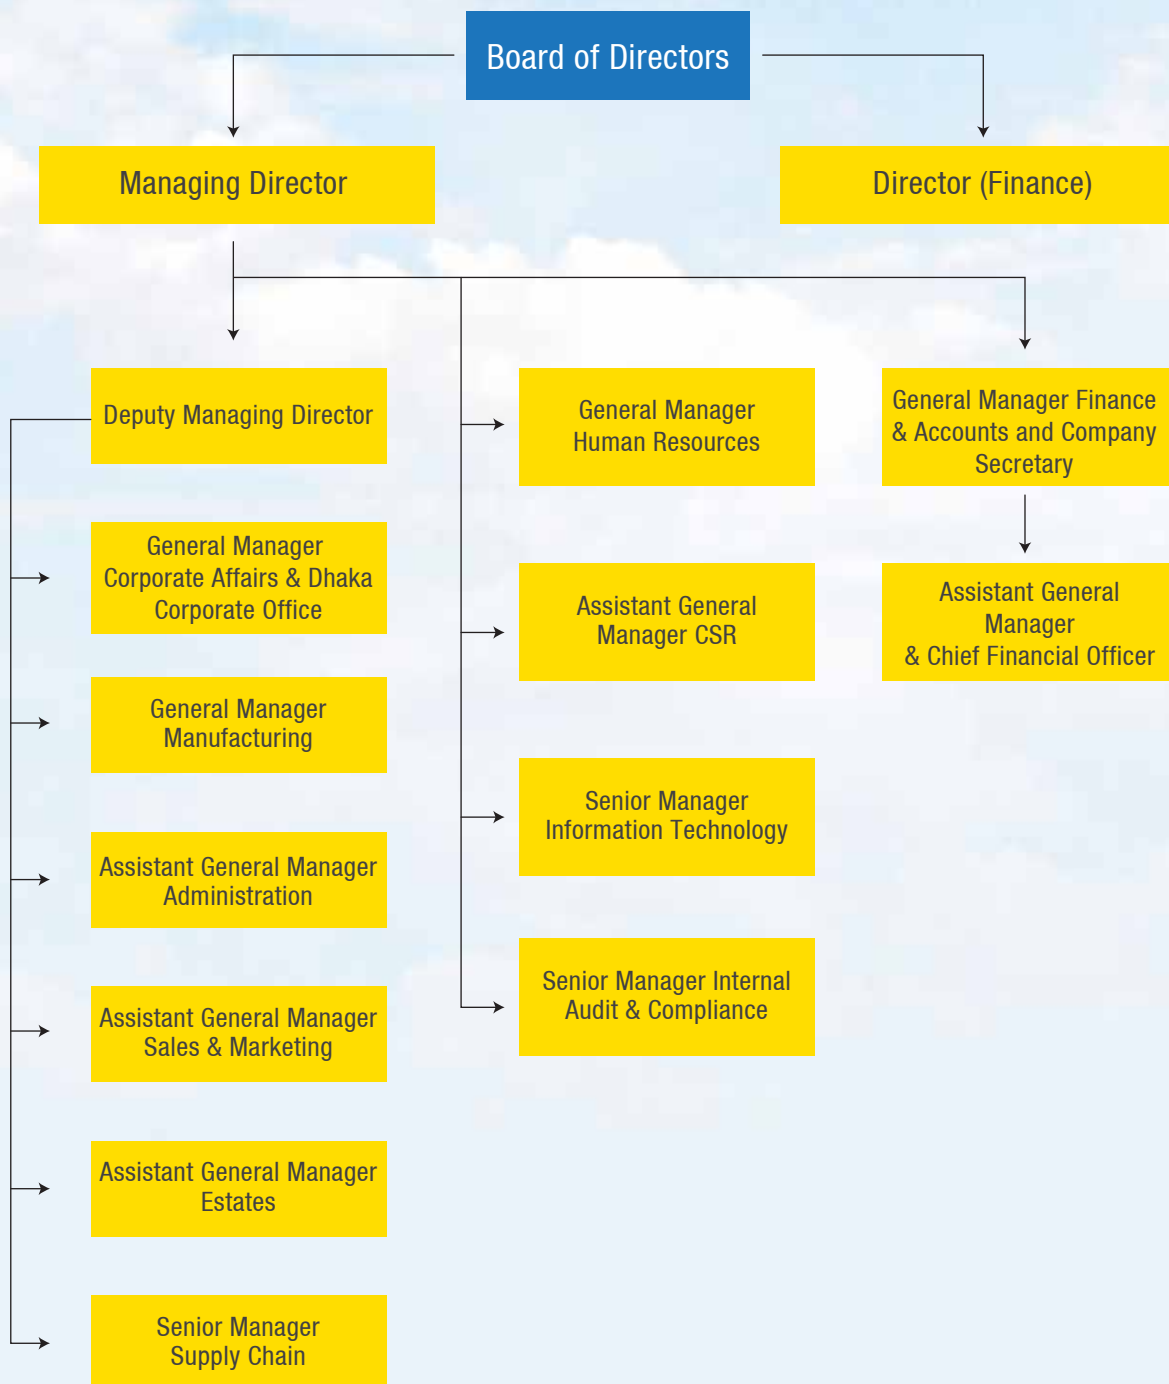 Board of Directors
Managing Director
Director (Finance)
Deputy Managing Director
General Manager
Corporate Affairs & Dhaka
Corporate Office
General Manager
Manufacturing
Assistant General Manager
Administration
Assistant General Manager
Sales & Marketing
Assistant General Manager
Estates
Senior Manager
Supply Chain
General Manager
Human Resources
Assistant General
Manager CSR
Senior Manager
Information Technology
Senior Manager Internal
Audit & Compliance
General Manager Finance
& Accounts and Company
Secretary
Assistant General
Manager
& Chief Financial Officer